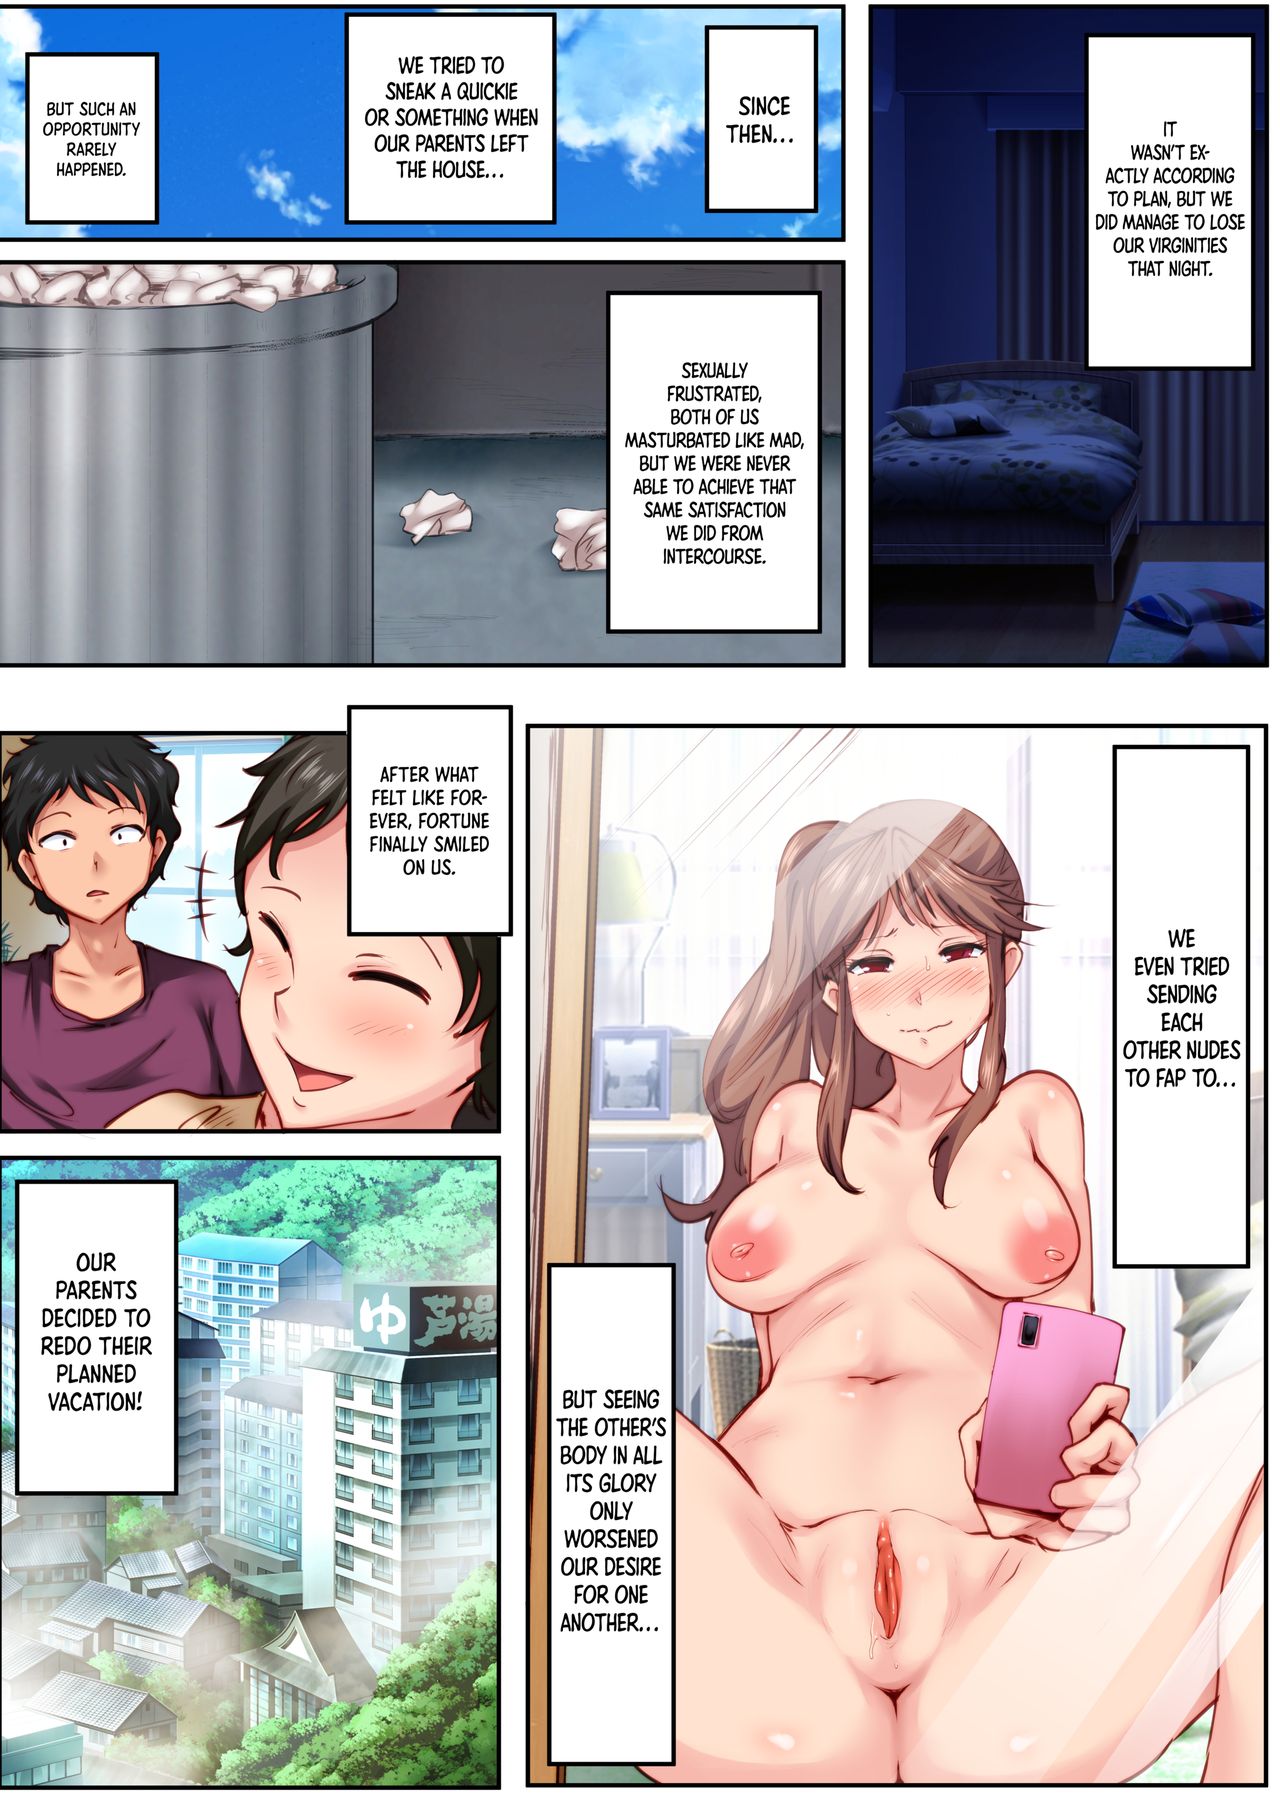 IT
WASN'T EX-
ACTLY ACCORDING
TO PLAN, BUT WE
DID MANAGE TO LOSE
OUR VIRGINITIES
THAT NIGHT.
SINCE
THEN...
WE TRIED TO
SNEAK A QUICKIE
OR SOMETHING WHEN
OUR PARENTS LEFT
THE HOUSE...
BUT SUCH AN
OPPORTUNITY
RARELY
HAPPENED.
SEXUALLY
FRUSTRATED,
BOTH OF US
MASTURBATED LIKE MAD,
BUT WE WERE NEVER
ABLE TO ACHIEVE THAT
SAME SATISFACTION
WE DID FROM
INTERCOURSE.
WE
EVEN TRIED
SENDING
EACH
OTHER NUDES
TO FAP TO...
BUT SEEING
THE OTHER'S
BODY IN ALL
ITS GLORY
ONLY
WORSENED
OUR DESIRE
FOR ONE
ANOTHER...
AFTER WHAT
FELT LIKE FOR-
EVER, FORTUNE
FINALLY SMILED
ON US.
OUR
PARENTS
DECIDED TO
REDO THEIR
PLANNED
VACATION!
ゆ 芦湯